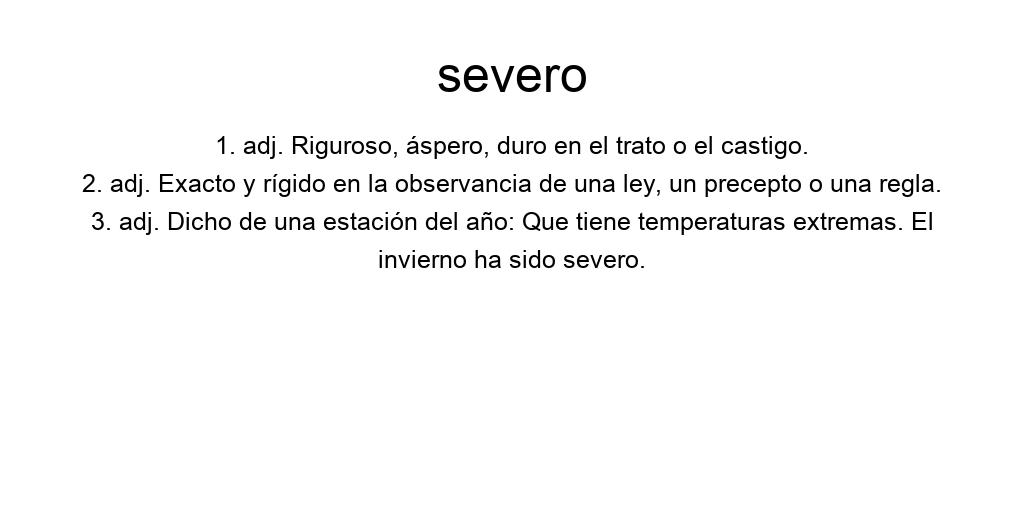 severo
1. adj. Riguroso, áspero, duro en el trato o el castigo.
2. adj. Exacto y rígido en la observancia de una ley, un precepto o una regla.
3. adj. Dicho de una estación del año: Que tiene temperaturas extremas. El
invierno ha sido severo.